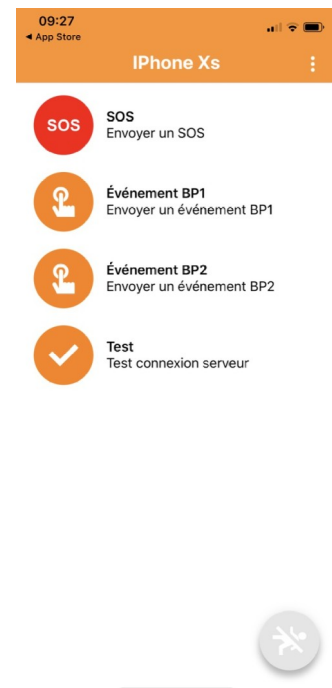 09:27
◀ App Store
IPhone Xs
SOS
SOS
Envoyer un SOS
Événement BP1
Envoyer un événement BP1
Événement BP2
Envoyer un événement BP2
Test
Test connexion serveur